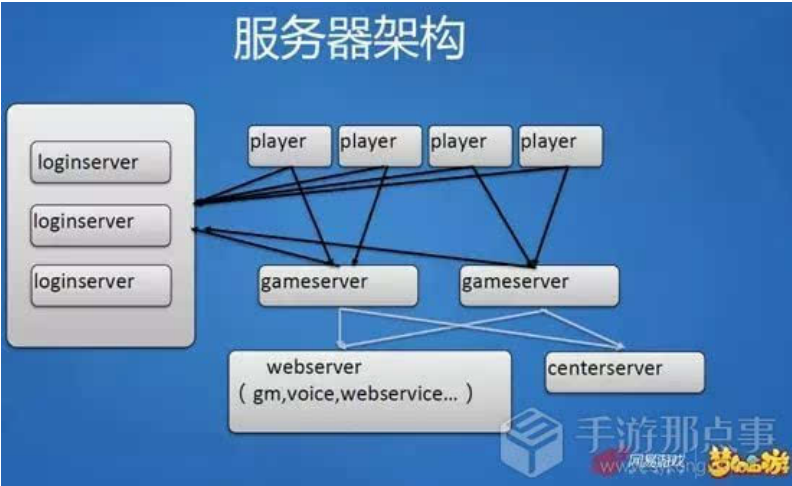 服务器架构
loginserver
loginserver
loginserver
player
player
player
player
gameserver
gameserver
webserver
（gm,voice,webservice…）
centerserver
手游那点事
网易游戏
梦幻西游